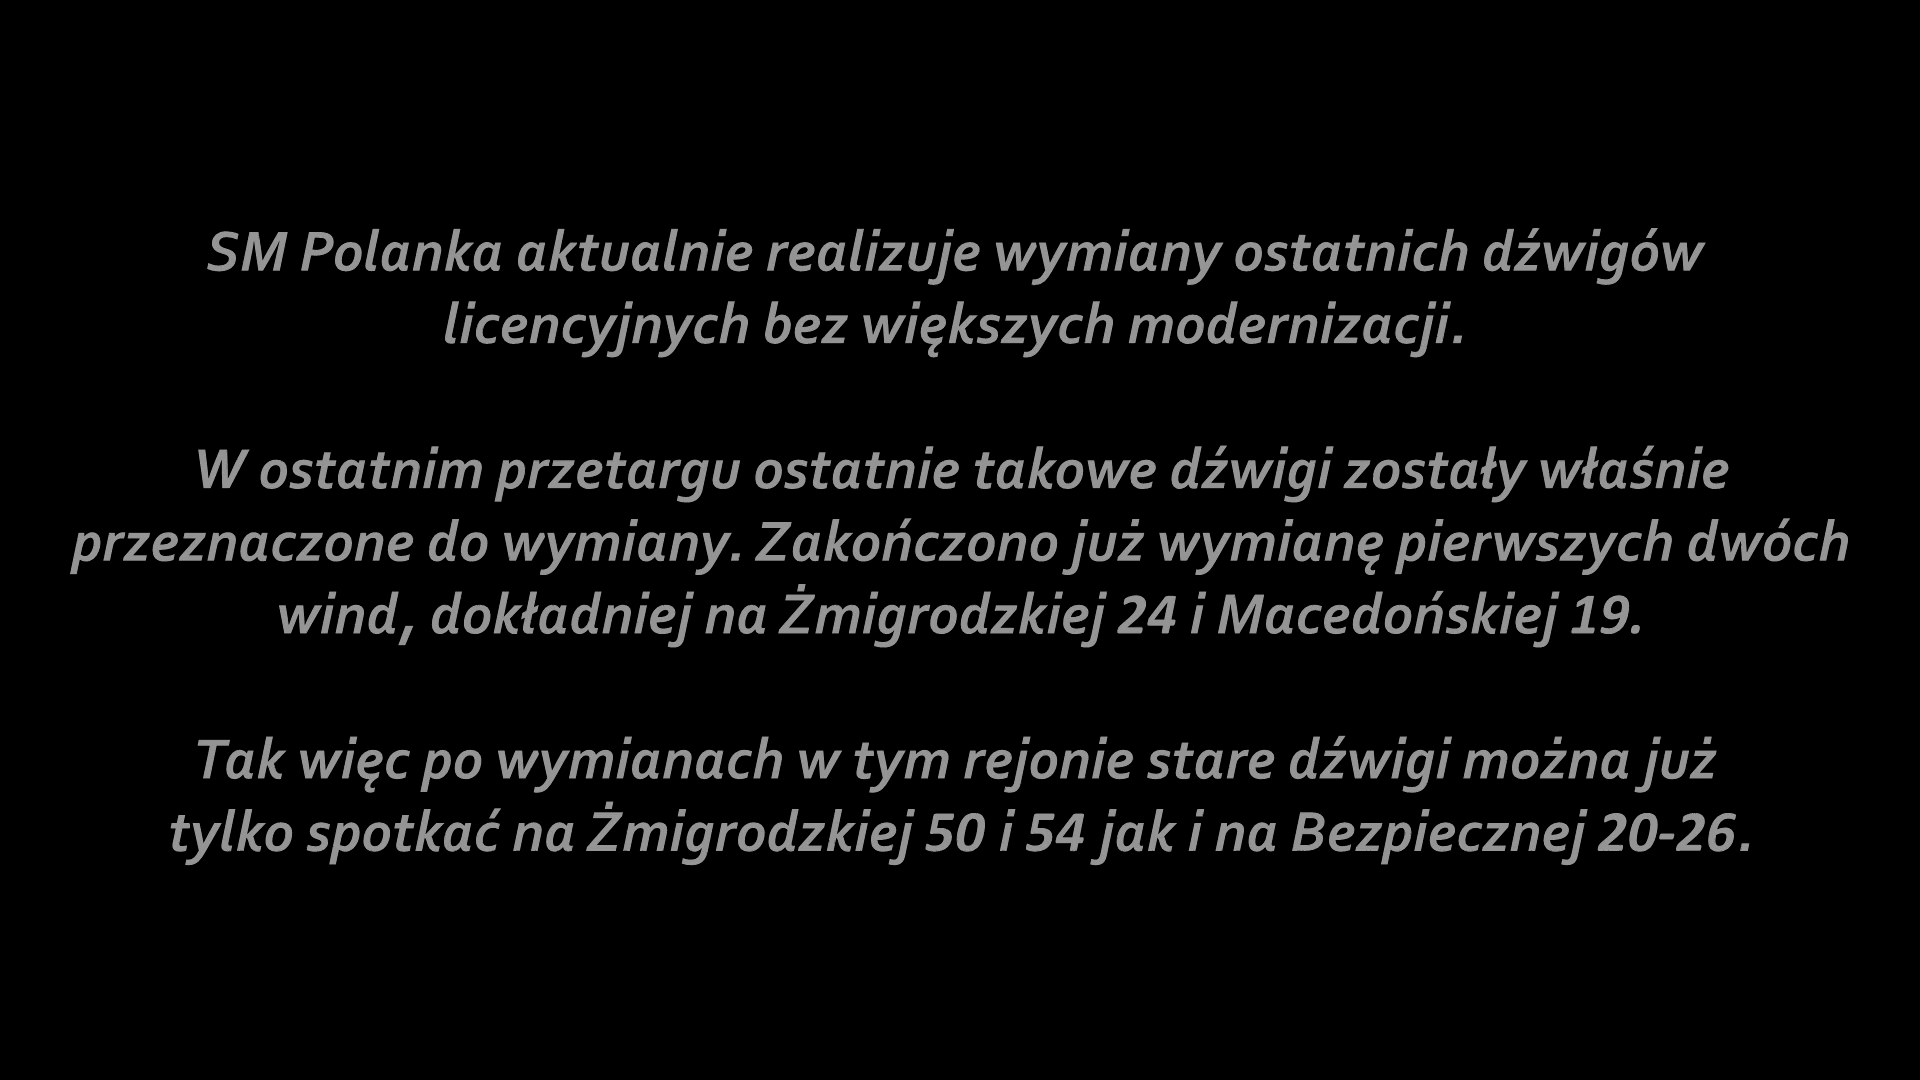 SM Polanka aktualnie realizuje wymiany ostatnich dźwigów
licencyjnych bez większych modernizacji.
W ostatnim przetargu ostatnie takowe dźwigi zostały właśnie
przeznaczone do wymiany. Zakończono już wymianę pierwszych dwóch
wind, dokładniej na Żmigrodzkiej 24 i Macedońskiej 19.
Tak więc po wymianach w tym rejonie stare dźwigi można już
tylko spotkać na Żmigrodzkiej 50 i 54 jak i na Bezpiecznej 20-26.